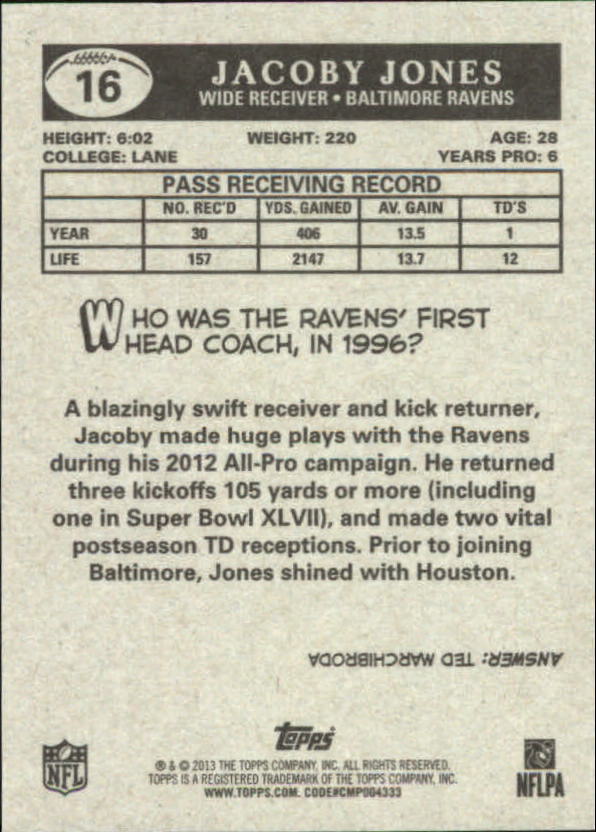 16
JACOBY JONES
WIDE RECEIVER • BALTIMORE RAVENS
HEIGHT: 6:02 WEIGHT: 220 AGE: 28
COLLEGE: LANE YEARS PRO: 6
PASS RECEIVING RECORD
NO. REC'D YDS. GAINED AV. GAIN TD'S
YEAR 30 406 13.5 1
LIFE 157 2147 13.7 12
WHO WAS THE RAVENS' FIRST
HEAD COACH, IN 1996?
A blazingly swift receiver and kick returner,
Jacoby made huge plays with the Ravens
during his 2012 All-Pro campaign. He returned
three kickoffs 105 yards or more (including
one in Super Bowl XLVII), and made two vital
postseason TD receptions. Prior to joining
Baltimore, Jones shined with Houston.
ANSWER: TED MARCHIBRODA
Topps
® & © 2013 THE TOPPS COMPANY, INC. ALL RIGHTS RESERVED.
TOPPS IS A REGISTERED TRADEMARK OF THE TOPPS COMPANY, INC.
WWW.TOPPS.COM. CODE#CMP004333
NFL
NFLPA